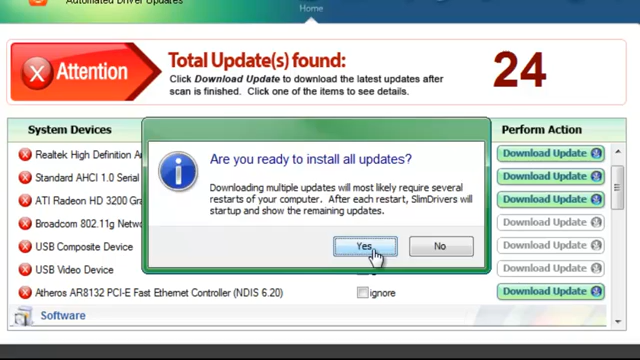 Automated Driver Updates
Home
Attention
Total Update(s) found:
Click Download Update to download the latest updates after
scan is finished. Click one of the items to see details.
24
System Devices
Perform Action
Realtek High Definition A
Download Update
Standard AHCI 1.0 Serial
Download Update
ATI Radeon HD 3200 Gra
Download Update
Broadcom 802.11g Netw
Download Update
USB Composite Device
Download Update
USB Video Device
Download Update
Atheros AR8132 PCI-E Fast Ethernet Controller (NDIS 6.20)
ignore
Download Update
Software
Are you ready to install all updates?
Downloading multiple updates will most likely require several
restarts of your computer. After each restart, SlimDrivers will
startup and show the remaining updates.
Yes
No